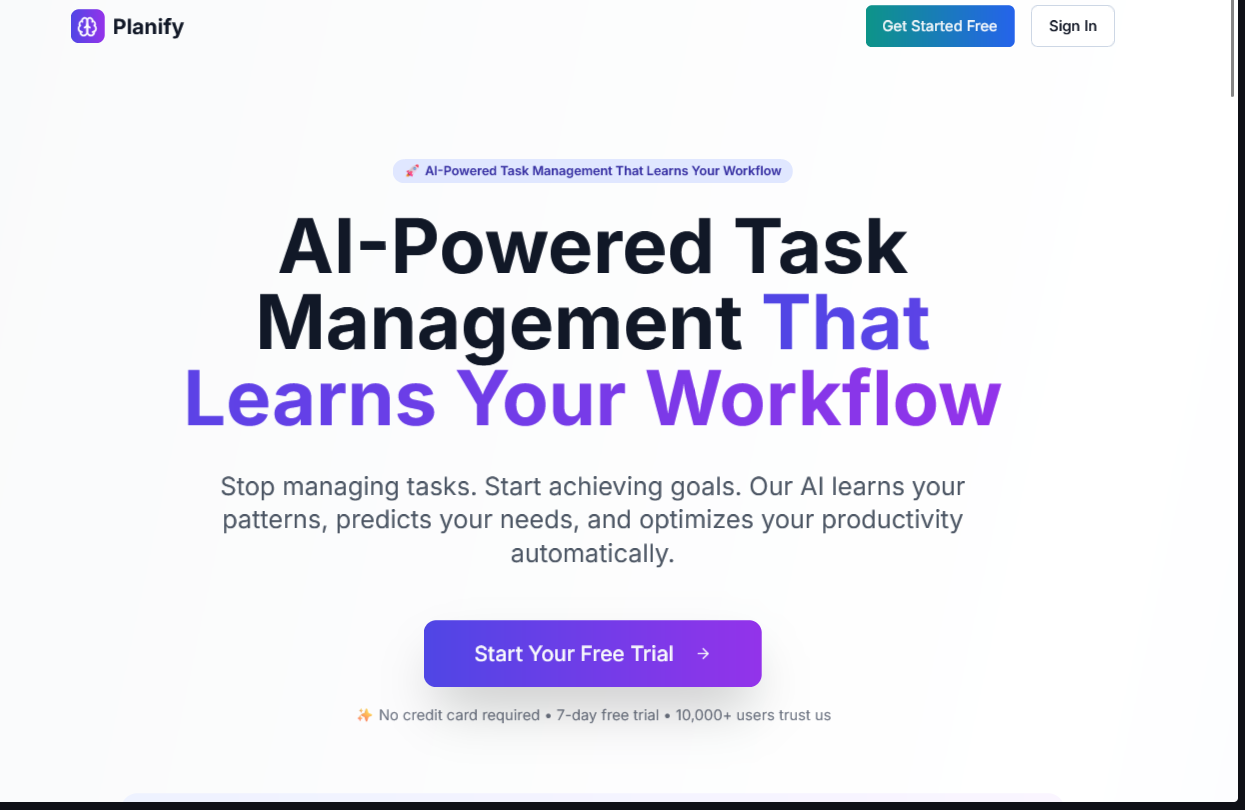 Planify
Get Started Free
Sign In
🚀 AI-Powered Task Management That Learns Your Workflow
AI-Powered Task
Management That
Learns Your Workflow
Stop managing tasks. Start achieving goals. Our AI learns your
patterns, predicts your needs, and optimizes your productivity
automatically.
Start Your Free Trial →
✨ No credit card required • 7-day free trial • 10,000+ users trust us